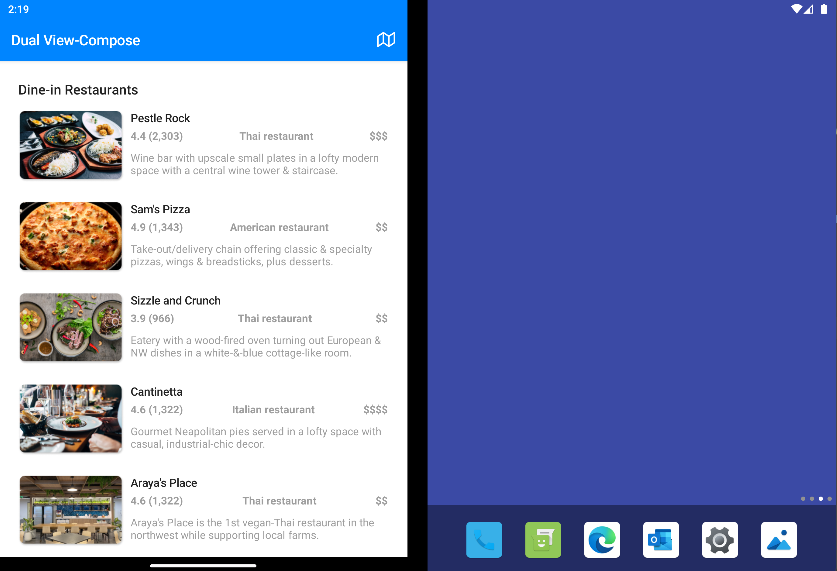 2:19
Dual View-Compose
Dine-in Restaurants
Pestle Rock
4.4 (2,303) Thai restaurant $$$
Wine bar with upscale small plates in a lofty modern
space with a central wine tower & staircase.
Sam's Pizza
4.9 (1,343) American restaurant $$
Take-out/delivery chain offering classic & specialty
pizzas, wings & breadsticks, plus desserts.
Sizzle and Crunch
3.9 (966) Thai restaurant $$
Eatery with a wood-fired oven turning out European &
NW dishes in a white-&-blue cottage-like room.
Cantinetta
4.6 (1,322) Italian restaurant $$$$
Gourmet Neapolitan pies served in a lofty space with
casual, industrial-chic decor.
Araya's Place
4.6 (1,322) Thai restaurant $$
Araya's Place is the 1st vegan-Thai restaurant in the
northwest while supporting local farms.